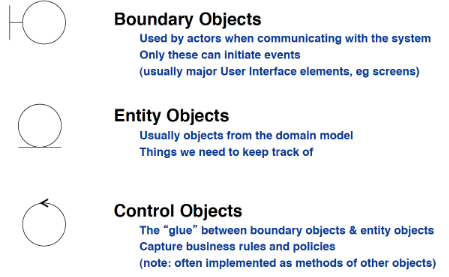 Boundary Objects
Used by actors when communicating with the system
Only these can initiate events
(usually major User Interface elements, eg screens)
Entity Objects
Usually objects from the domain model
Things we need to keep track of
Control Objects
The “glue” between boundary objects & entity objects
Capture business rules and policies
(note: often implemented as methods of other objects)